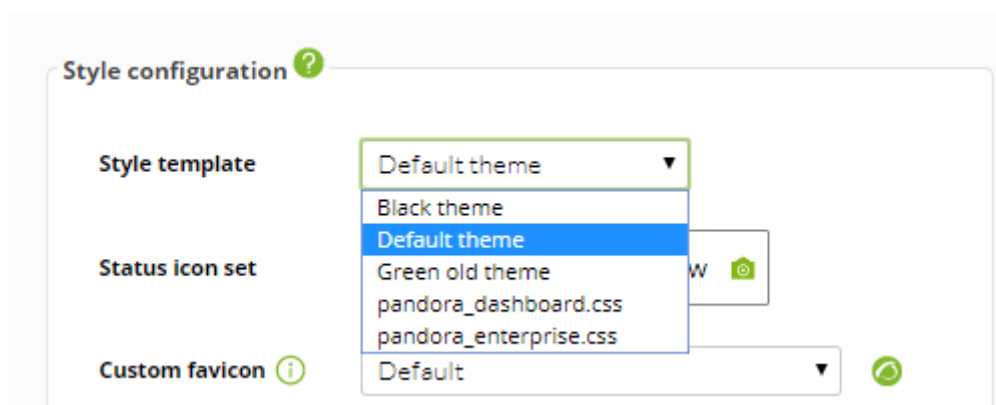 Style configuration ?
Style template
Default theme
Black theme
Default theme
Green old theme
pandora_dashboard.css
pandora_enterprise.css
Status icon set
w
Custom favicon i
Default